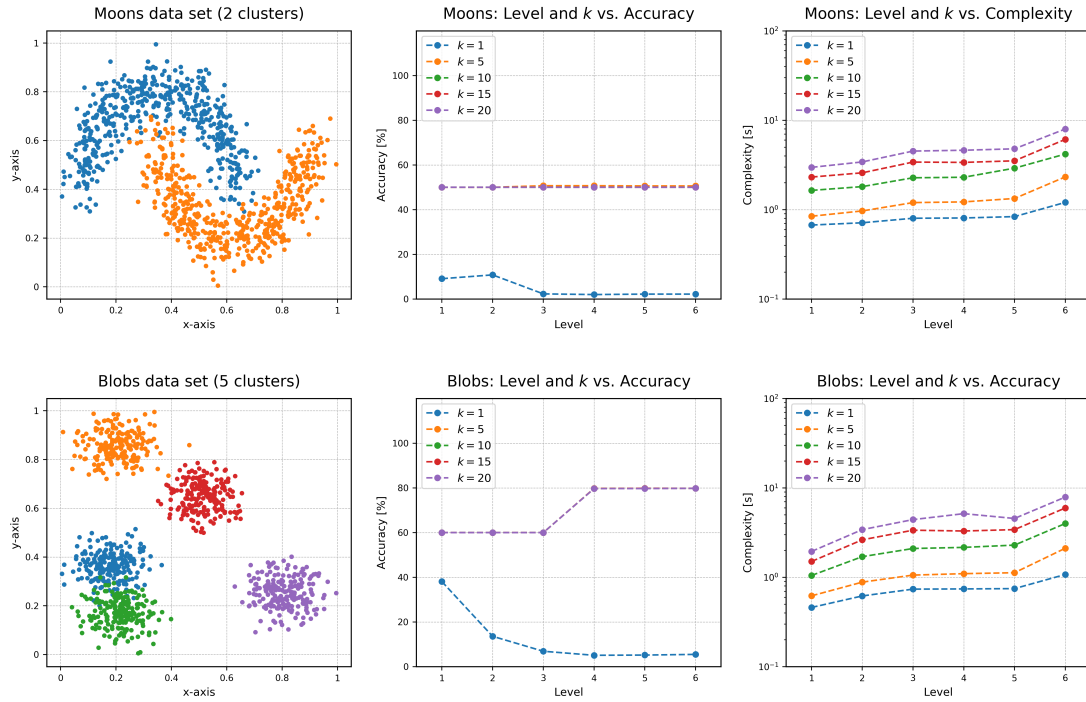 Moons data set (2 clusters)
y-axis
1
0.8
0.6
0.4
0.2
0
0
0.2
0.4
0.6
0.8
1
x-axis
Moons: Level and k vs. Accuracy
k = 1
k = 5
k = 10
k = 15
k = 20
Accuracy [%]
100
80
60
40
20
0
1
2
3
4
5
6
Level
Moons: Level and k vs. Complexity
k = 1
k = 5
k = 10
k = 15
k = 20
Complexity [s]
10²
10¹
10⁰
10⁻¹
1
2
3
4
5
6
Level
Blobs data set (5 clusters)
y-axis
1
0.8
0.6
0.4
0.2
0
0
0.2
0.4
0.6
0.8
1
x-axis
Blobs: Level and k vs. Accuracy
k = 1
k = 5
k = 10
k = 15
k = 20
Accuracy [%]
100
80
60
40
20
0
1
2
3
4
5
6
Level
Blobs: Level and k vs. Accuracy
k = 1
k = 5
k = 10
k = 15
k = 20
Complexity [s]
10²
10¹
10⁰
10⁻¹
1
2
3
4
5
6
Level